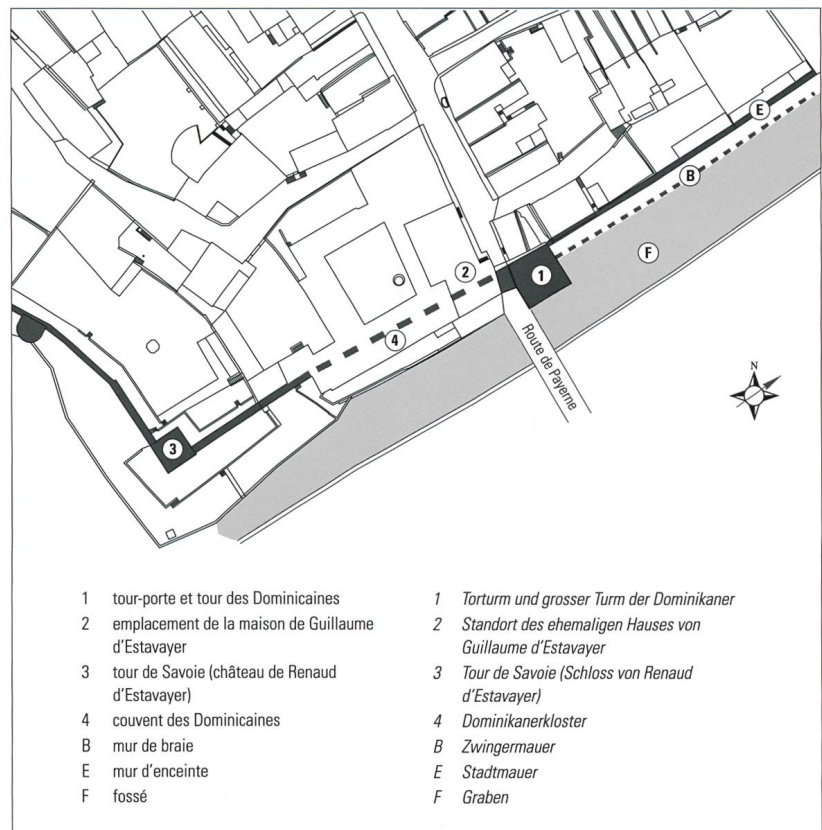 E
B
F
2
1
4
3
Route de Payerne
N
1 tour-porte et tour des Dominicaines
2 emplacement de la maison de Guillaume
d'Estavayer
3 tour de Savoie (château de Renaud
d'Estavayer)
4 couvent des Dominicaines
B mur de braie
E mur d'enceinte
F fossé
1 Torturm und grosser Turm der Dominikaner
2 Standort des ehemaligen Hauses von
Guillaume d'Estavayer
3 Tour de Savoie (Schloss von Renaud
d'Estavayer)
4 Dominikanerkloster
B Zwingermauer
E Stadtmauer
F Graben